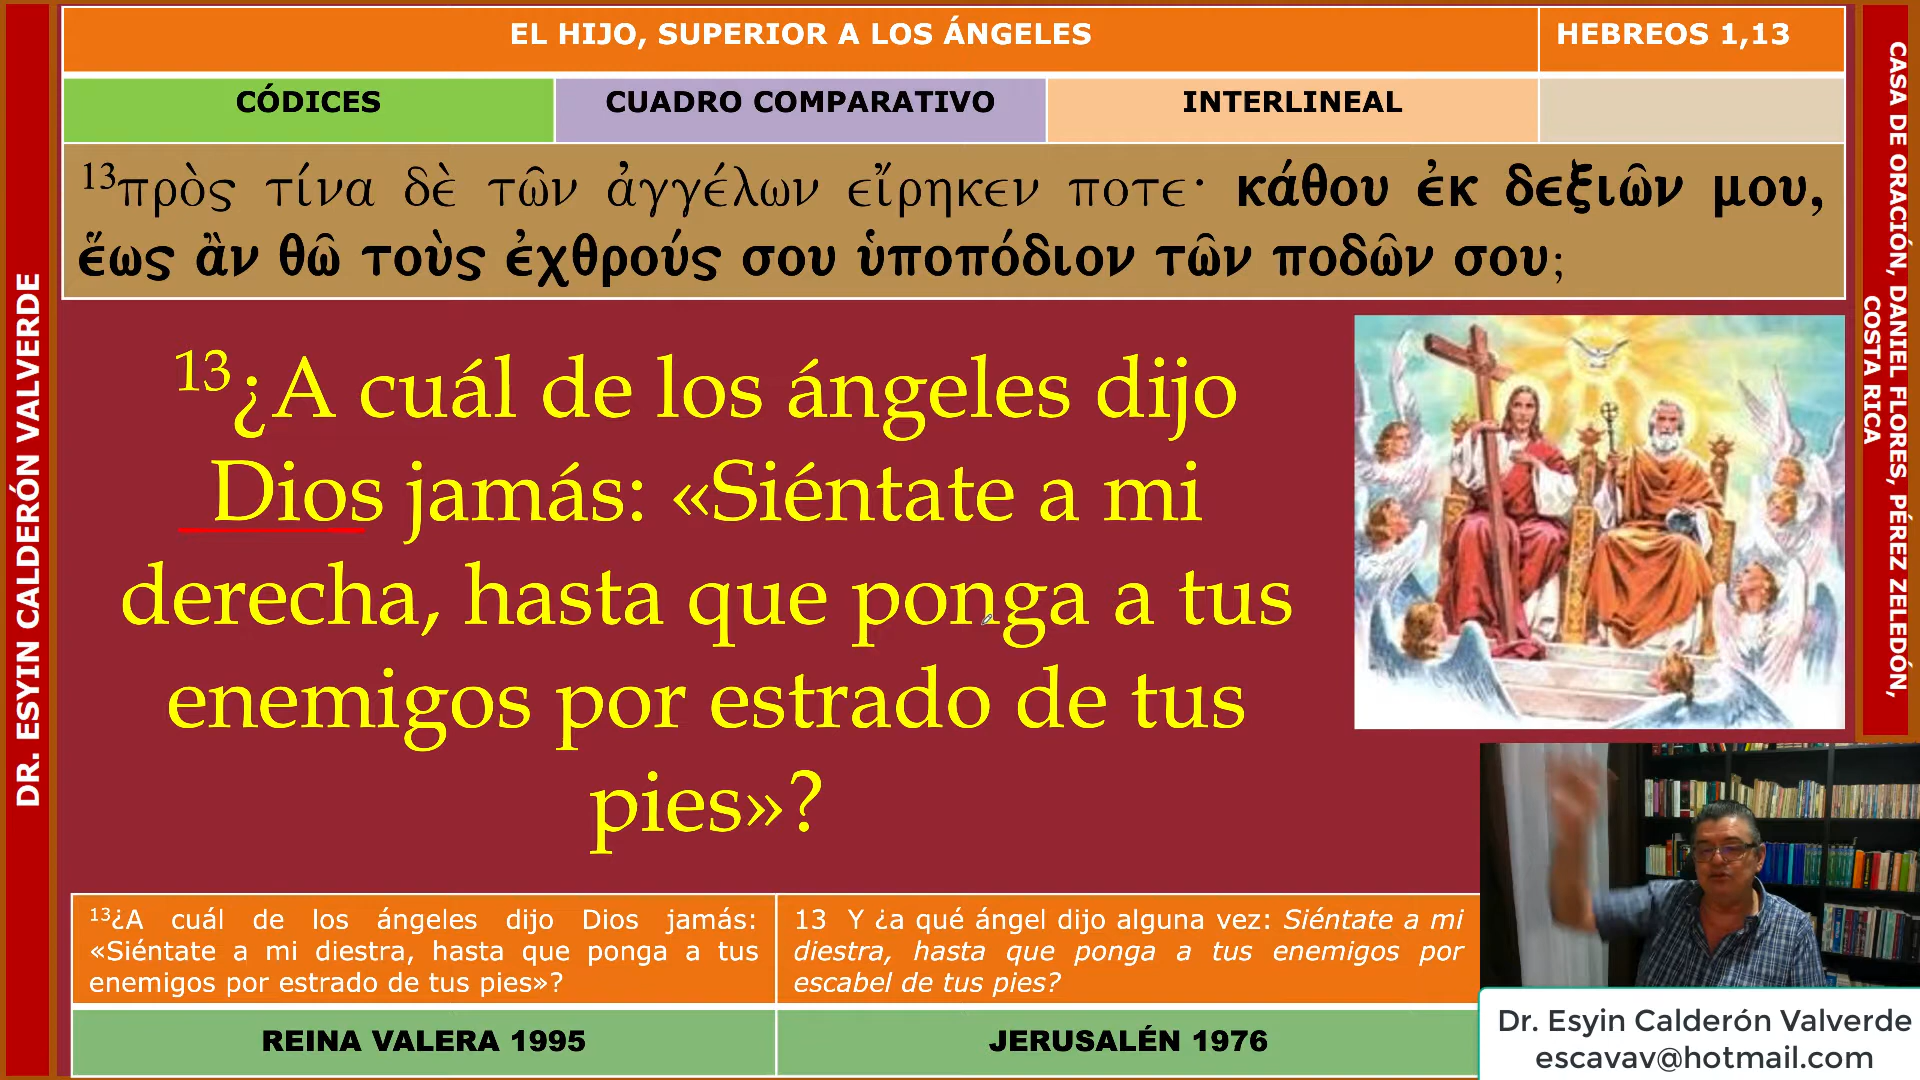 EL HIJO, SUPERIOR A LOS ÁNGELES
HEBREOS 1,13
CÓDICES
CUADRO COMPARATIVO
INTERLINEAL
13πρὸς τίνα δὲ τῶν ἀγγέλων εἴρηκεν ποτε· κάθου ἐκ δεξιῶν μου,
ἕως ἂν θῶ τοὺς ἐχθρούς σου ὑποπόδιον τῶν ποδῶν σου;
13¿A cuál de los ángeles dijo
Dios jamás: «Siéntate a mi
derecha, hasta que ponga a tus
enemigos por estrado de tus
pies»?
13¿A cuál de los ángeles dijo Dios jamás:
«Siéntate a mi diestra, hasta que ponga a tus
enemigos por estrado de tus pies»?
13 Y ¿a qué ángel dijo alguna vez: Siéntate a mi
diestra, hasta que ponga a tus enemigos por
escabel de tus pies?
REINA VALERA 1995
JERUSALÉN 1976
DR. ESYIN CALDERÓN VALVERDE
CASA DE ORACIÓN, DANIEL FLORES, PÉREZ ZELEDÓN,
COSTA RICA
Dr. Esyin Calderón Valverde
escavav@hotmail.com